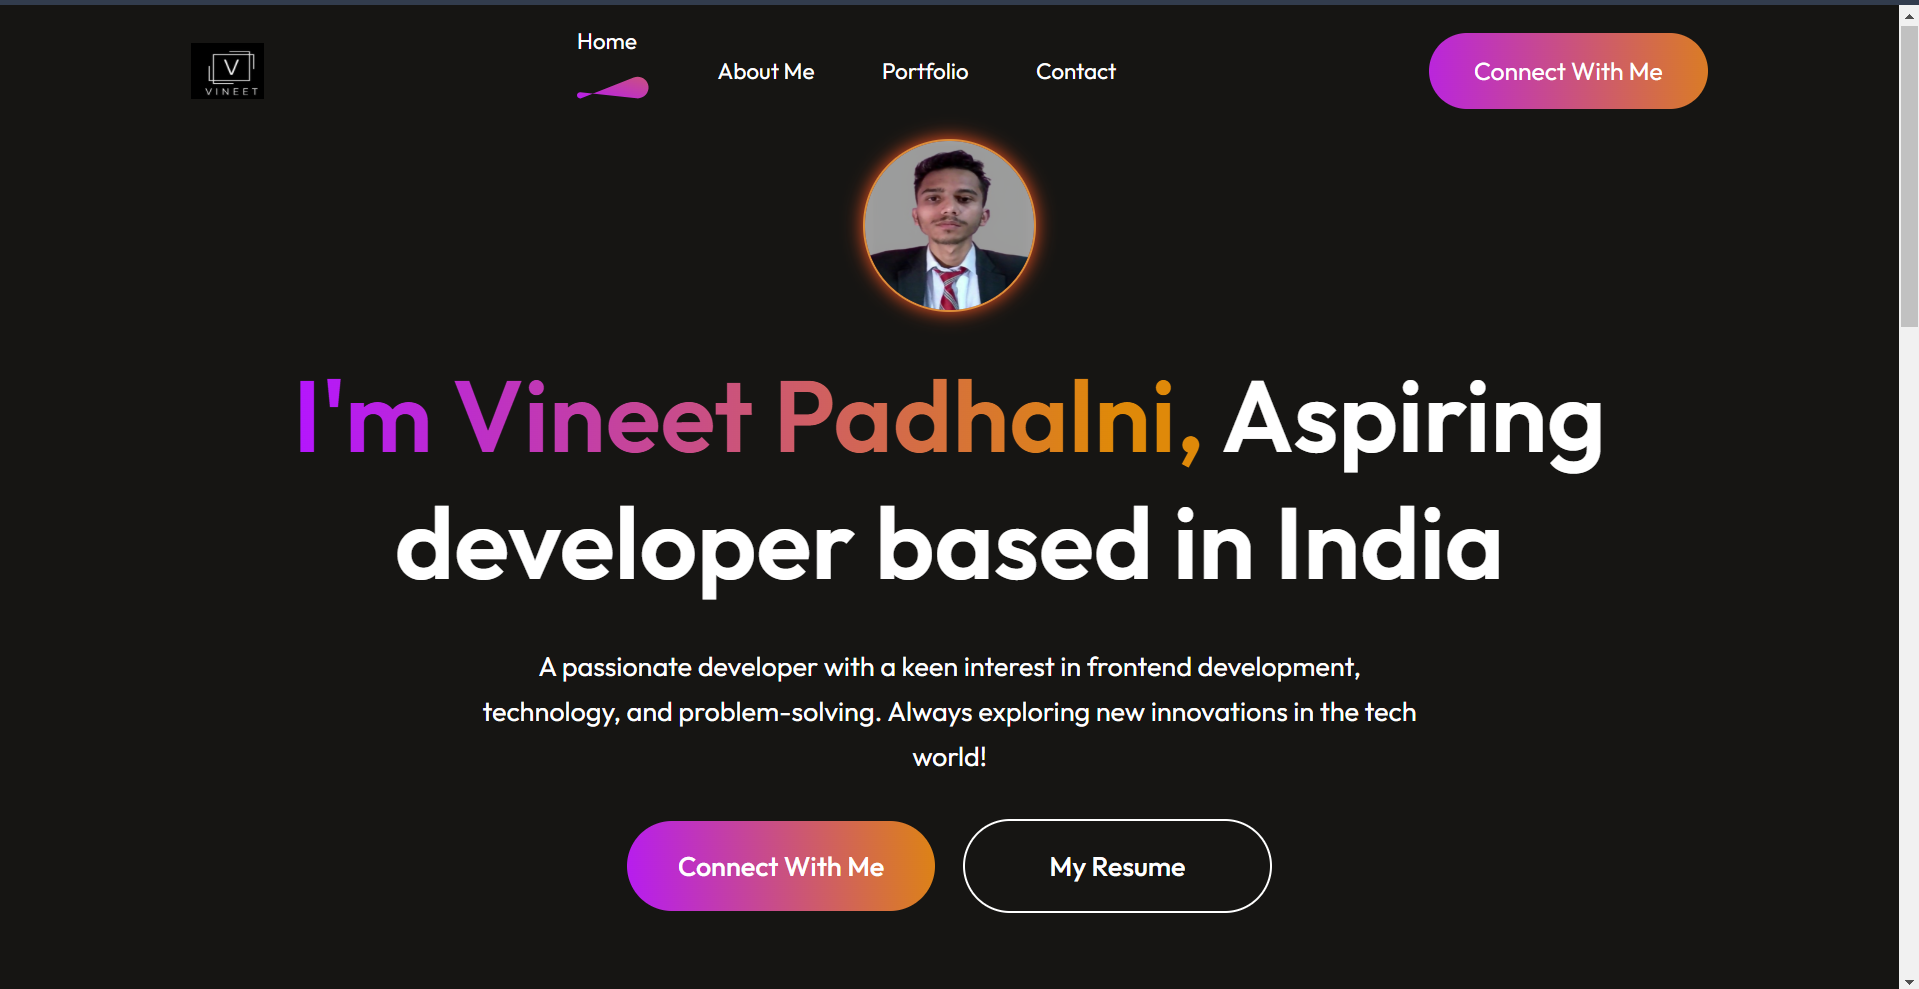 V
VINEET
Home
About Me
Portfolio
Contact
Connect With Me
I'm Vineet Padhalni, Aspiring
developer based in India
A passionate developer with a keen interest in frontend development,
technology, and problem-solving. Always exploring new innovations in the tech
world!
Connect With Me
My Resume